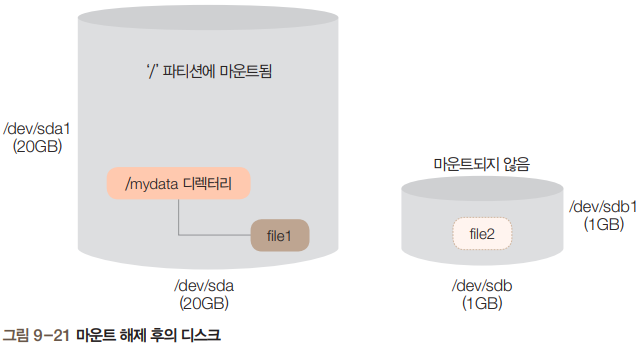 '/' 파티션에 마운트됨
/dev/sda1
(20GB)
/mydata 디렉터리
file1
/dev/sda
(20GB)
마운트되지 않음
/dev/sdb1
(1GB)
file2
/dev/sdb
(1GB)
그림 9-21 마운트 해제 후의 디스크